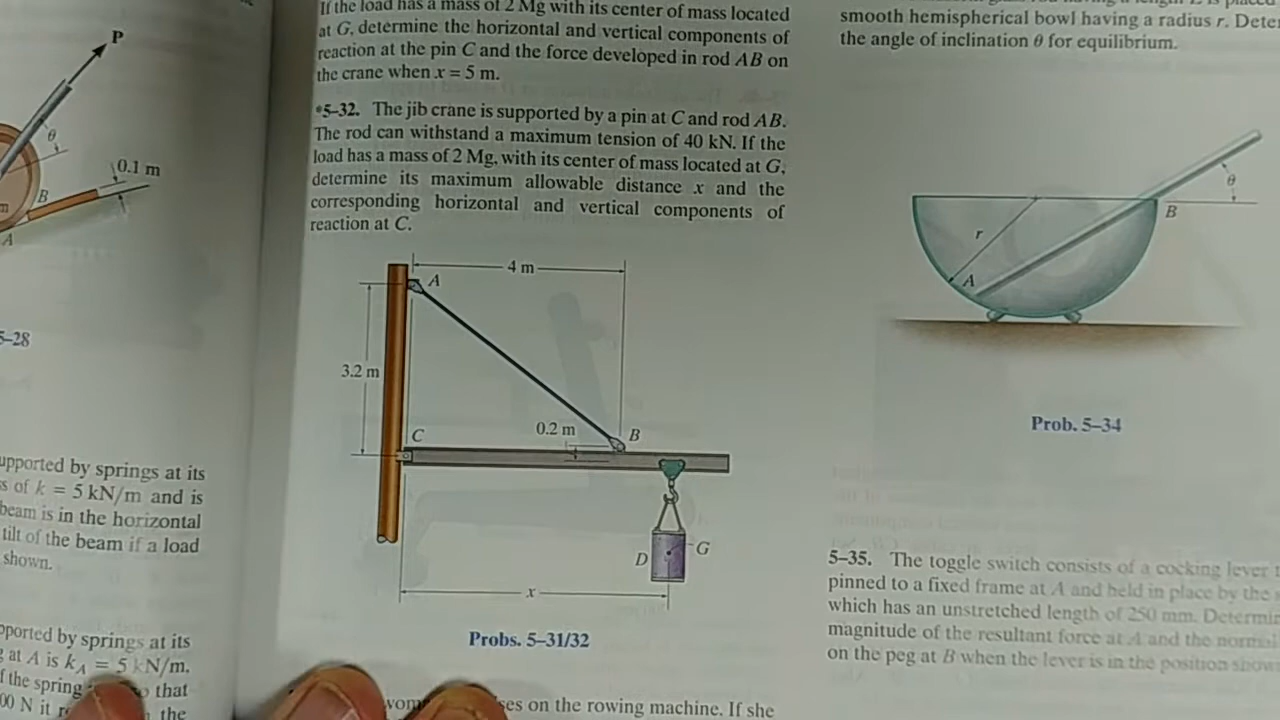 P
θ
0.1 m
B
A
5–28
supported by springs at its
of k = 5 kN/m and is
beam is in the horizontal
tilt of the beam if a load
shown.
supported by springs at its
at A is kA = 5 kN/m.
the spring that
00 N it the
If the load has a mass of 2 Mg with its center of mass located
at G, determine the horizontal and vertical components of
reaction at the pin C and the force developed in rod AB on
the crane when x = 5 m.
*5–32. The jib crane is supported by a pin at C and rod AB.
The rod can withstand a maximum tension of 40 kN. If the
load has a mass of 2 Mg, with its center of mass located at G,
determine its maximum allowable distance x and the
corresponding horizontal and vertical components of
reaction at C.
4 m
A
3.2 m
C
0.2 m
B
D
G
x
Probs. 5–31/32
on the rowing machine. If she
smooth hemispherical bowl having a radius r. Deter
the angle of inclination θ for equilibrium.
θ
B
r
A
Prob. 5–34
5–35. The toggle switch consists of a cocking lever
pinned to a fixed frame at A and held in place by the
which has an unstretched length of 250 mm. Determin
magnitude of the resultant force at A and the normal
on the peg at B when the lever is in the position shown